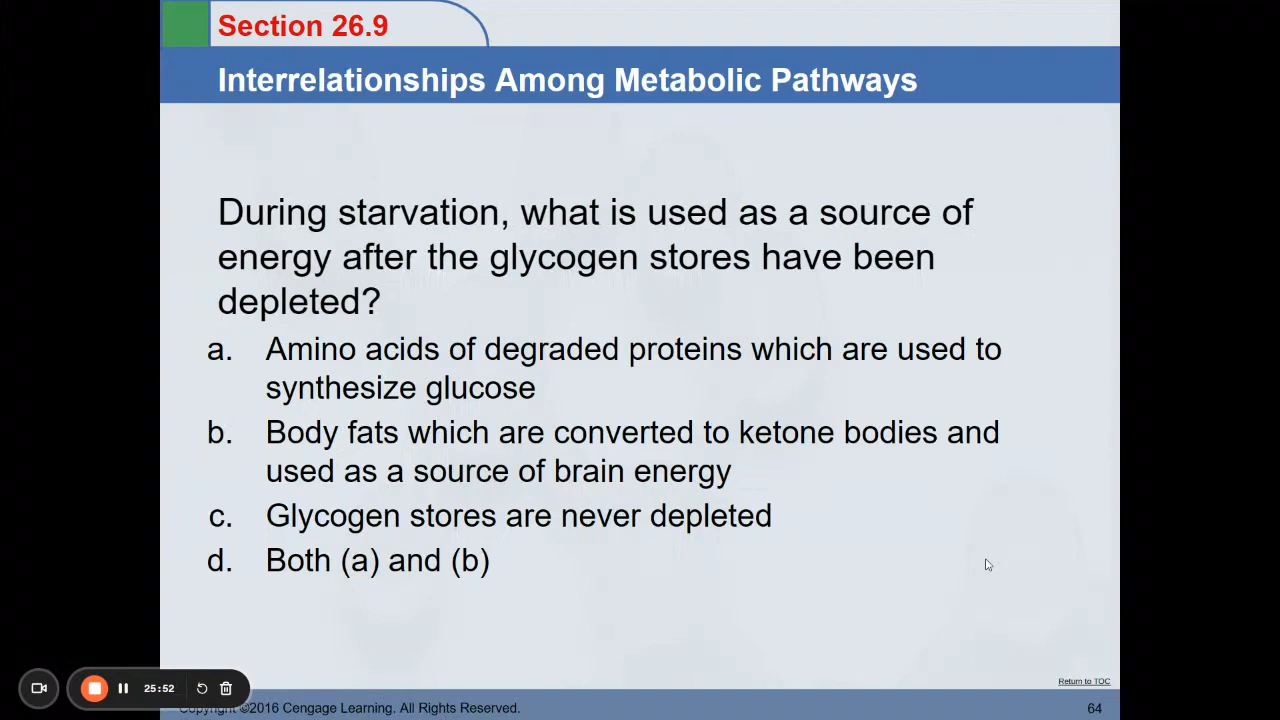 Section 26.9
Interrelationships Among Metabolic Pathways
During starvation, what is used as a source of
energy after the glycogen stores have been
depleted?
a. Amino acids of degraded proteins which are used to
synthesize glucose
b. Body fats which are converted to ketone bodies and
used as a source of brain energy
c. Glycogen stores are never depleted
d. Both (a) and (b)
Return to TOC
25:52
Copyright ©2016 Cengage Learning. All Rights Reserved.
64